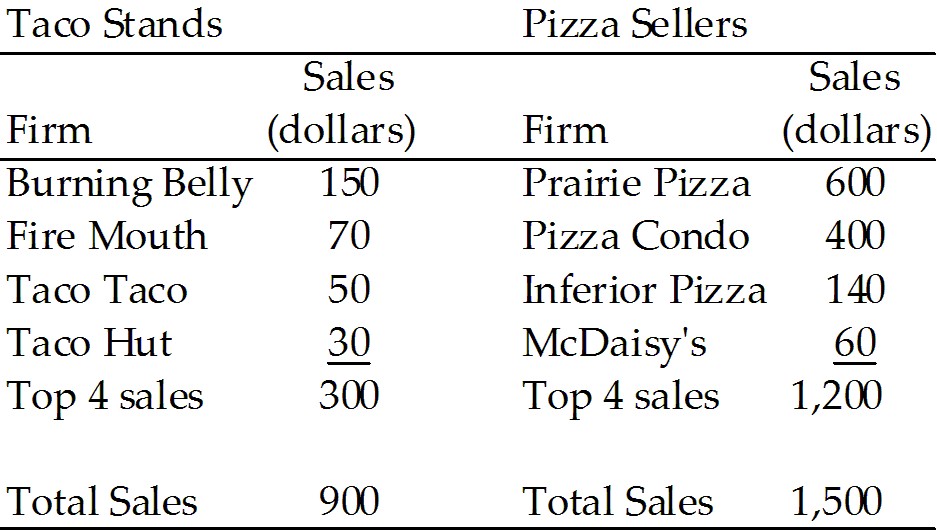 Taco Stands Pizza Sellers
Sales Sales
Firm (dollars) Firm (dollars)
Burning Belly 150 Prairie Pizza 600
Fire Mouth 70 Pizza Condo 400
Taco Taco 50 Inferior Pizza 140
Taco Hut 30 McDaisy's 60
Top 4 sales 300 Top 4 sales 1,200
Total Sales 900 Total Sales 1,500